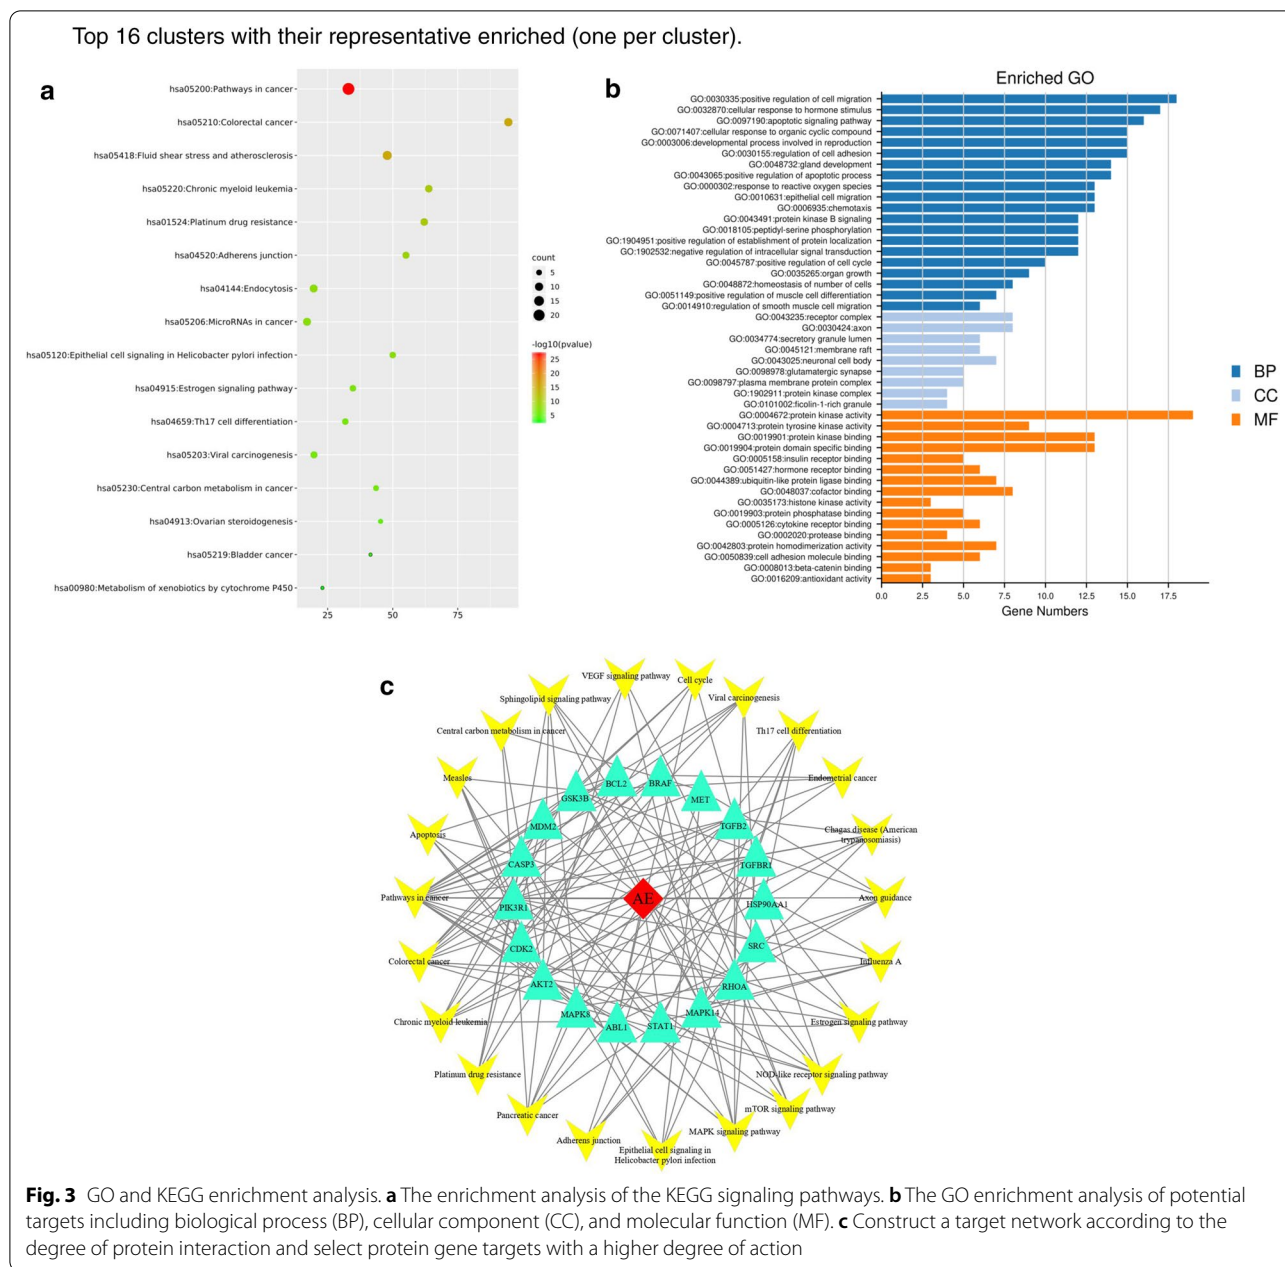 Top 16 clusters with their representative enriched (one per cluster).
a
hsa05200:Pathways in cancer
hsa05210:Colorectal cancer
hsa05418:Fluid shear stress and atherosclerosis
hsa05220:Chronic myeloid leukemia
hsa01524:Platinum drug resistance
hsa04520:Adherens junction
hsa04144:Endocytosis
hsa05206:MicroRNAs in cancer
hsa05120:Epithelial cell signaling in Helicobacter pylori infection
hsa04915:Estrogen signaling pathway
hsa04659:Th17 cell differentiation
hsa05203:Viral carcinogenesis
hsa05230:Central carbon metabolism in cancer
hsa04913:Ovarian steroidogenesis
hsa05219:Bladder cancer
hsa00980:Metabolism of xenobiotics by cytochrome P450
25 50 75
count
5
10
15
20
-log10(pvalue)
25
20
15
10
5
b
Enriched GO
GO:0030335:positive regulation of cell migration
GO:0032870:cellular response to hormone stimulus
GO:0097190:apoptotic signaling pathway
GO:0071407:cellular response to organic cyclic compound
GO:0003006:developmental process involved in reproduction
GO:0030155:regulation of cell adhesion
GO:0048732:gland development
GO:0043065:positive regulation of apoptotic process
GO:0000302:response to reactive oxygen species
GO:0010631:epithelial cell migration
GO:0006935:chemotaxis
GO:0043491:protein kinase B signaling
GO:0018105:peptidyl-serine phosphorylation
GO:1904951:positive regulation of establishment of protein localization
GO:1902532:negative regulation of intracellular signal transduction
GO:0045787:positive regulation of cell cycle
GO:0035265:organ growth
GO:0048872:homeostasis of number of cells
GO:0051149:positive regulation of muscle cell differentiation
GO:0014910:regulation of smooth muscle cell migration
GO:0043235:receptor complex
GO:0030424:axon
GO:0034774:secretory granule lumen
GO:0045121:membrane raft
GO:0043025:neuronal cell body
GO:0098978:glutamatergic synapse
GO:0098797:plasma membrane protein complex
GO:1902911:protein kinase complex
GO:0101002:ficolin-1-rich granule
GO:0004672:protein kinase activity
GO:0004713:protein tyrosine kinase activity
GO:0019901:protein kinase binding
GO:0019904:protein domain specific binding
GO:0005158:insulin receptor binding
GO:0051427:hormone receptor binding
GO:0044389:ubiquitin-like protein ligase binding
GO:0048037:cofactor binding
GO:0035173:histone kinase activity
GO:0019903:protein phosphatase binding
GO:0005126:cytokine receptor binding
GO:0002020:protease binding
GO:0042803:protein homodimerization activity
GO:0050839:cell adhesion molecule binding
GO:0008013:beta-catenin binding
GO:0016209:antioxidant activity
0.0 2.5 5.0 7.5 10.0 12.5 15.0 17.5
Gene Numbers
BP
CC
MF
c
VEGF signaling pathway
Cell cycle
Sphingolipid signaling pathway
Viral carcinogenesis
Central carbon metabolism in cancer
Th17 cell differentiation
Measles
Endometrial cancer
Apoptosis
Chagas disease (American
trypanosomiasis)
Pathways in cancer
Axon guidance
Colorectal cancer
Influenza A
Chronic myeloid leukemia
Estrogen signaling pathway
Platinum drug resistance
NOD-like receptor signaling pathway
Pancreatic cancer
mTOR signaling pathway
Adherens junction
MAPK signaling pathway
Epithelial cell signaling in
Helicobacter pylori infection
BCL2
BRAF
GSK3B
MET
MDM2
TGFB2
CASP3
TGFBR1
PIK3R1
AE
HSP90AA1
CDK2
SRC
AKT2
RHOA
MAPK8
MAPK14
ABL1
STAT1
Fig. 3 GO and KEGG enrichment analysis. a The enrichment analysis of the KEGG signaling pathways. b The GO enrichment analysis of potential
targets including biological process (BP), cellular component (CC), and molecular function (MF). c Construct a target network according to the
degree of protein interaction and select protein gene targets with a higher degree of action